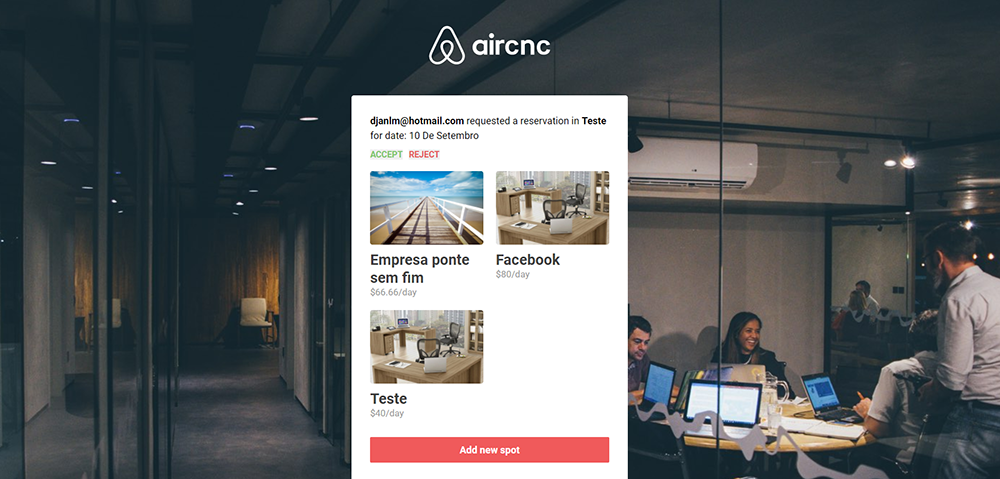 aircnc
djanlm@hotmail.com requested a reservation in Teste
for date: 10 De Setembro
ACCEPT REJECT
Empresa ponte
sem fim
$66.66/day
Facebook
$80/day
Teste
$40/day
Add new spot